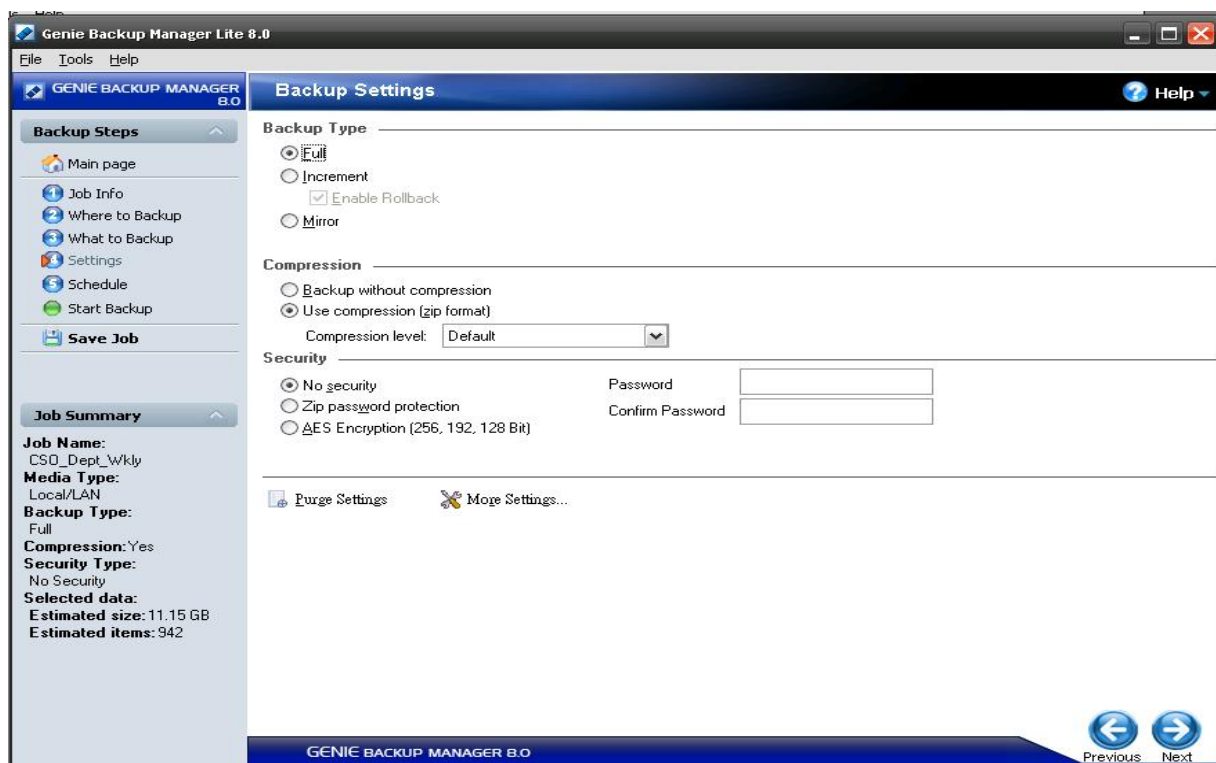 Help
Genie Backup Manager Lite 8.0
File Tools Help
GENIE BACKUP MANAGER
8.0
Backup Settings
Help
Backup Steps
Main page
1 Job Info
2 Where to Backup
3 What to Backup
Settings
5 Schedule
Start Backup
Save Job
Job Summary
Job Name:
CSO_Dept_Wkly
Media Type:
Local/LAN
Backup Type:
Full
Compression: Yes
Security Type:
No Security
Selected data:
Estimated size: 11.15 GB
Estimated items: 942
Backup Type
Full
Increment
Enable Rollback
Mirror
Compression
Backup without compression
Use compression (zip format)
Compression level: Default
Security
No security
Zip password protection
AES Encryption (256, 192, 128 Bit)
Password
Confirm Password
Purge Settings
More Settings...
GENIE BACKUP MANAGER 8.0
Previous Next